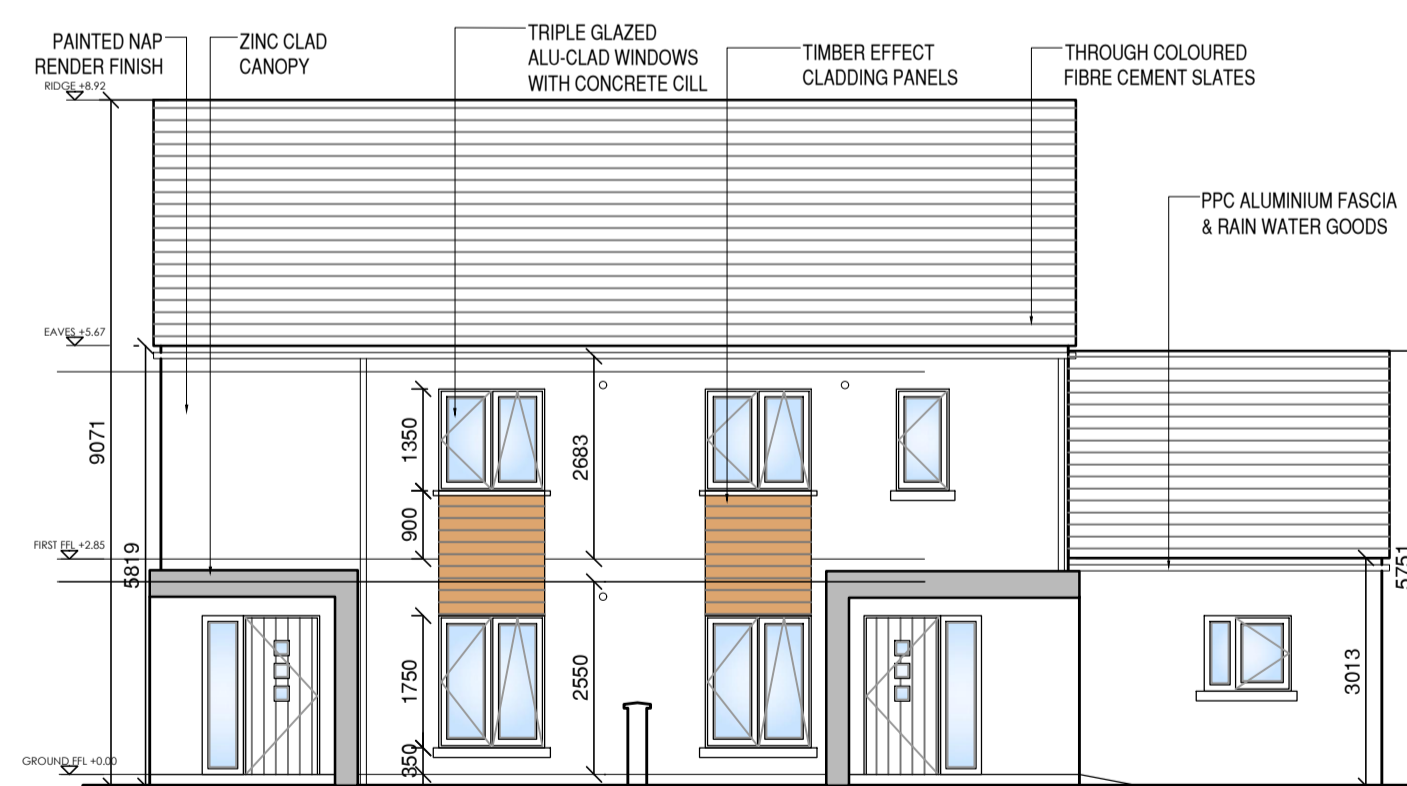 PAINTED NAP
RENDER FINISH
ZINC CLAD
CANOPY
TRIPLE GLAZED
ALU-CLAD WINDOWS
WITH CONCRETE CILL
TIMBER EFFECT
CLADDING PANELS
THROUGH COLOURED
FIBRE CEMENT SLATES
RIDGE +8.92
PPC ALUMINIUM FASCIA
& RAIN WATER GOODS
EAVES +5.67
9071
1350
2683
900
FIRST FFL +2.85
5819
5751
1750
2550
3013
350
GROUND FFL +0.00